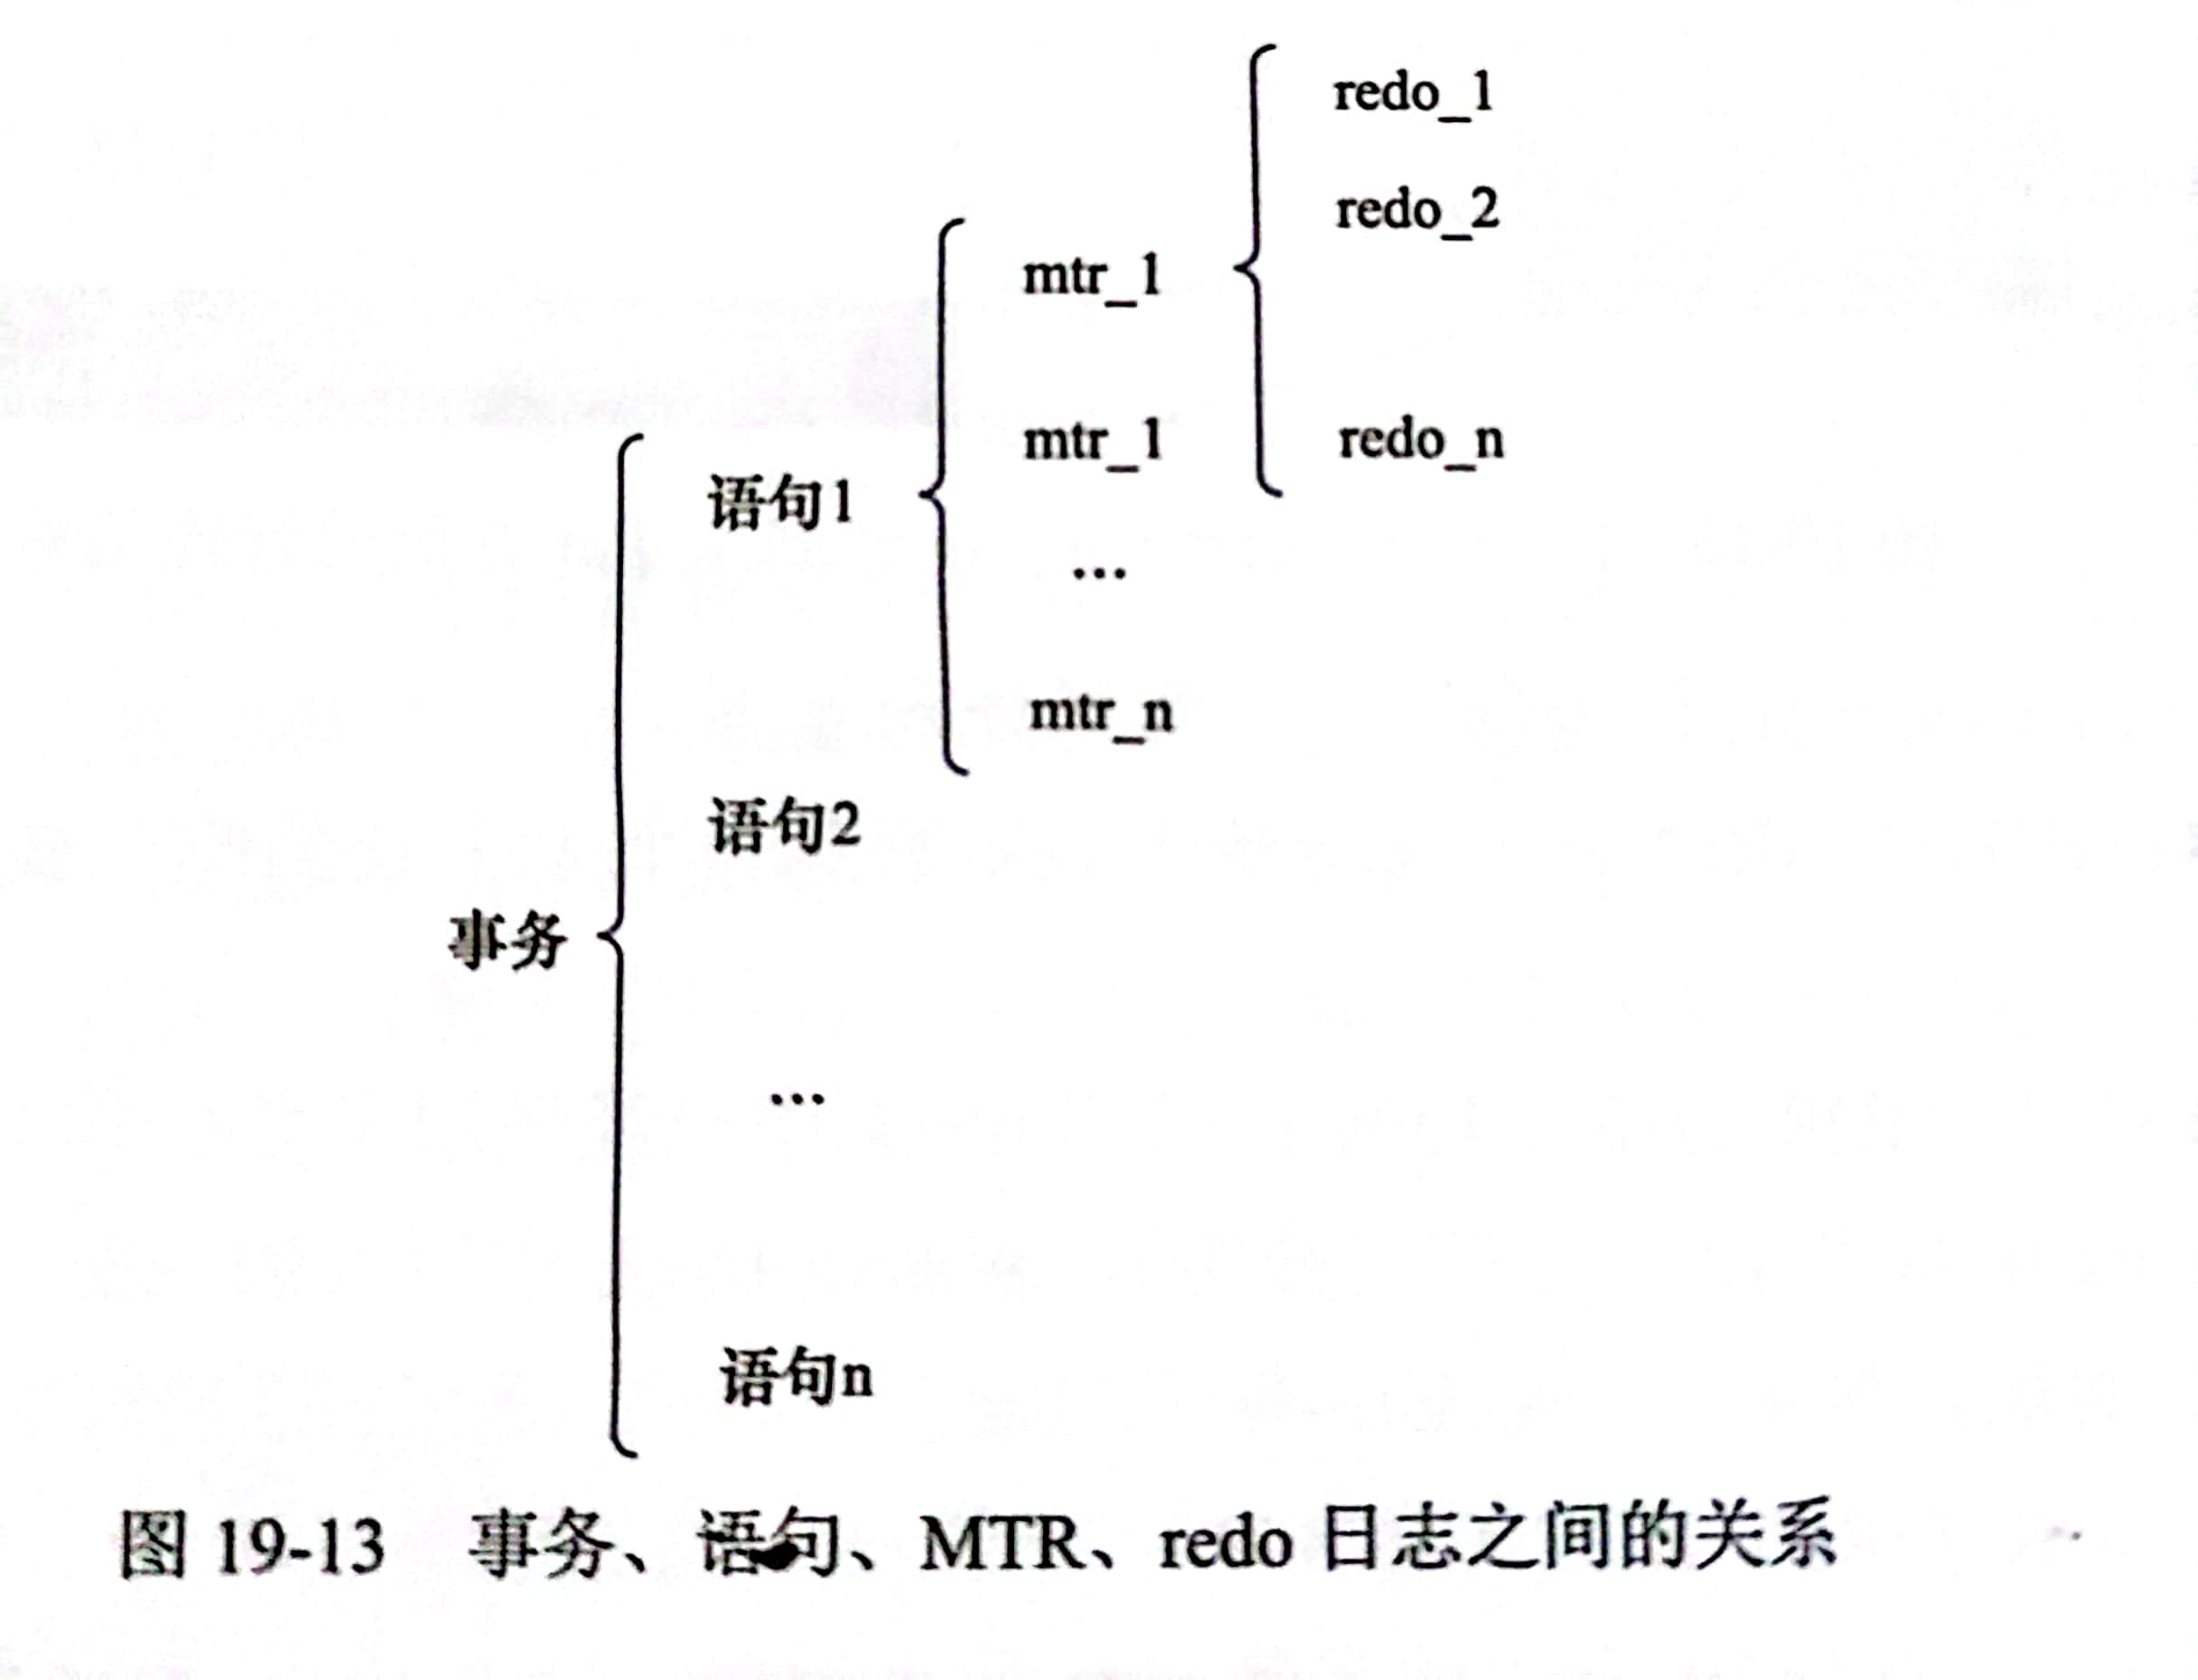 redo_1
redo_2
mtr_1
mtr_1
redo_n
语句1
...
mtr_n
语句2
事务
...
语句n
图 19-13 事务、语句、MTR、redo 日志之间的关系